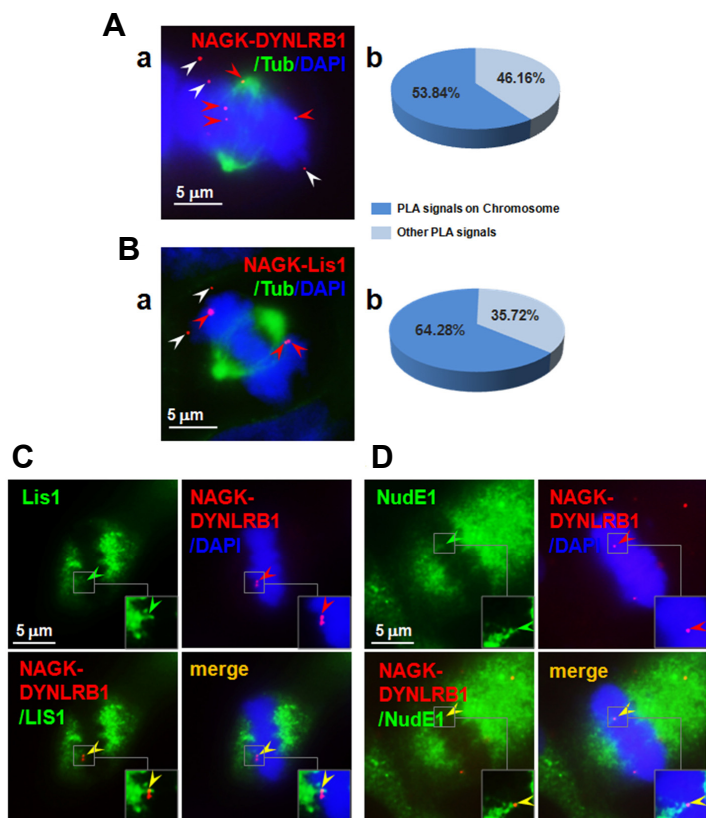 A
a
NAGK-DYNLRB1
/Tub/DAPI
5 µm
b
53.84%
46.16%
PLA signals on Chromosome
Other PLA signals
B
a
NAGK-Lis1
/Tub/DAPI
5 µm
b
64.28%
35.72%
C
Lis1
5 µm
NAGK-
DYNLRB1
/DAPI
NAGK-
DYNLRB1
/LIS1
merge
D
NudE1
5 µm
NAGK-
DYNLRB1
/DAPI
NAGK-
DYNLRB1
/NudE1
merge